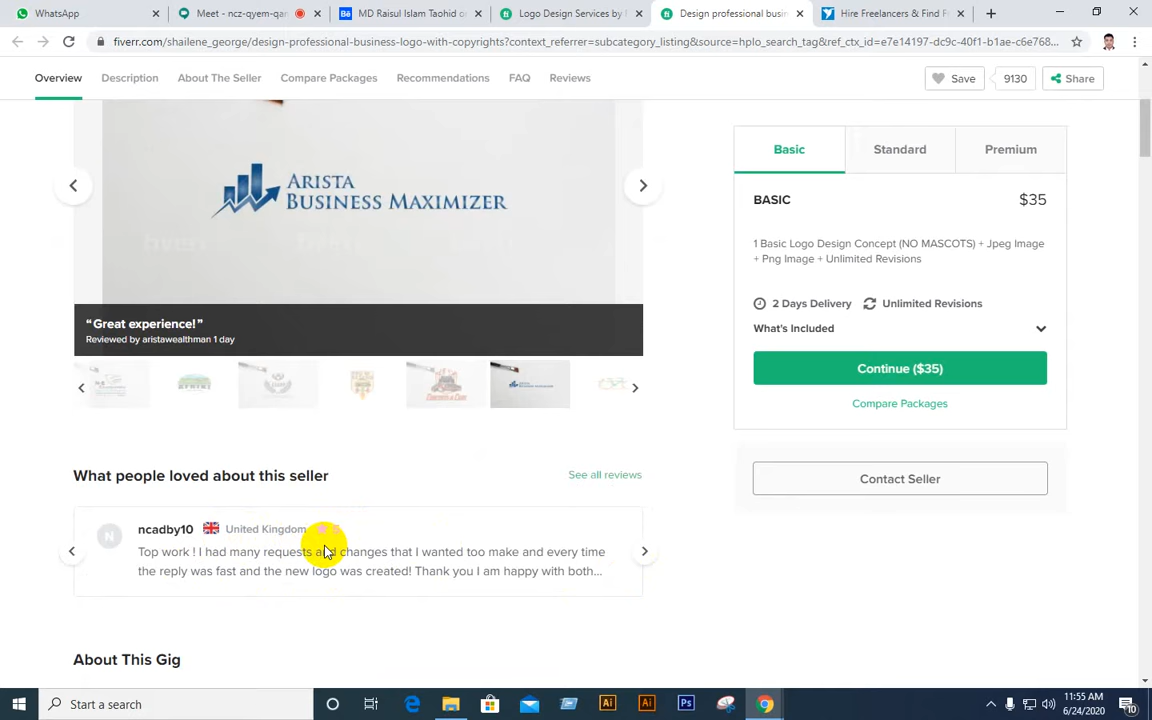 WhatsApp
Meet - ncz-qyem-qan
MD Raisul Islam Taohid o
Logo Design Services by
Design professional busin
Hire Freelancers & Find F
fiverr.com/shailene_george/design-professional-business-logo-with-copyrights?context_referrer=subcategory_listing&source=hplo_search_tag&ref_ctx_id=e7e14197-dc9c-40f1-b1ae-c6e768...
Overview
Description
About The Seller
Compare Packages
Recommendations
FAQ
Reviews
Save
9130
Share
ARISTA
BUSINESS MAXIMIZER
“Great experience!”
Reviewed by aristawealthman 1 day
Basic
Standard
Premium
BASIC
$35
1 Basic Logo Design Concept (NO MASCOTS) + Jpeg Image
+ Png Image + Unlimited Revisions
2 Days Delivery
Unlimited Revisions
What's Included
Continue ($35)
Compare Packages
Contact Seller
What people loved about this seller
See all reviews
N
ncadby10
United Kingdom
5
Top work ! I had many requests and changes that I wanted too make and every time
the reply was fast and the new logo was created! Thank you I am happy with both...
About This Gig
Start a search
11:55 AM
6/24/2020
10